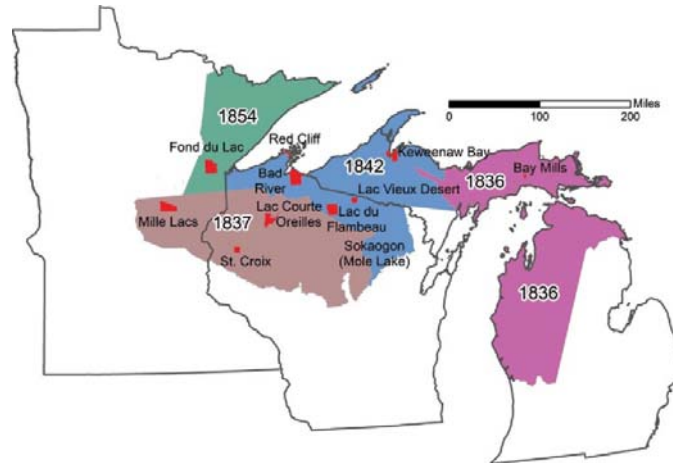 Miles
0 100 200
1854
Fond du Lac
Red Cliff
Keweenaw Bay
1842
Bad
River
1836
Bay Mills
Lac Vieux Desert
Mille Lacs
1837
Lac Courte
Oreilles
Lac du
Flambeau
St. Croix
Sokaogon
(Mole Lake)
1836